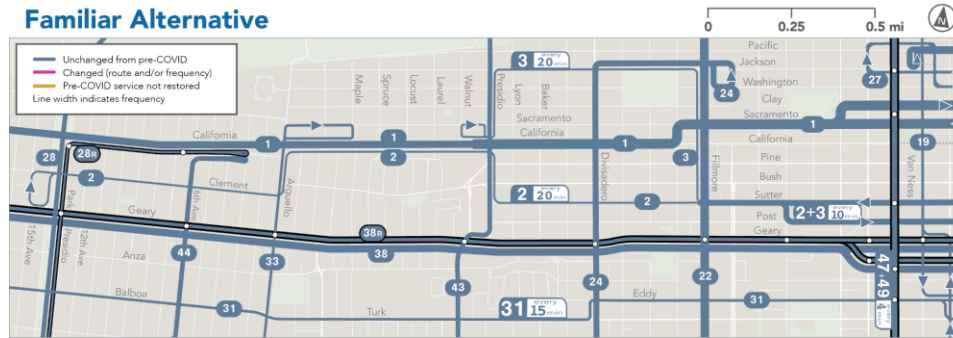 Familiar Alternative
0 0.25 0.5 mi
N
Unchanged from pre-COVID
Changed (route and/or frequency)
Pre-COVID service not restored
Line width indicates frequency
3 every 20 min
Pacific
Jackson
Washington
24
27
Clay
Sacramento
1
California
Pine
Bush
Sutter
Post
Geary
Maple
Spruce
Locust
Laurel
Walnut
Presidio
Lyon
Baker
Sacramento
California
California
1
1
1
28
28R
2
2
Clement
Arguello
6th Ave
Divisadero
3
Fillmore
19
Van Ness
2 every 20 min
2
2+3 every 10 min
Geary
Park Presidio
15th Ave
12th Ave
38R
38
Anza
44
33
43
24
22
47+49 every 4 min
Balboa
31
Turk
31 every 15 min
Eddy
31